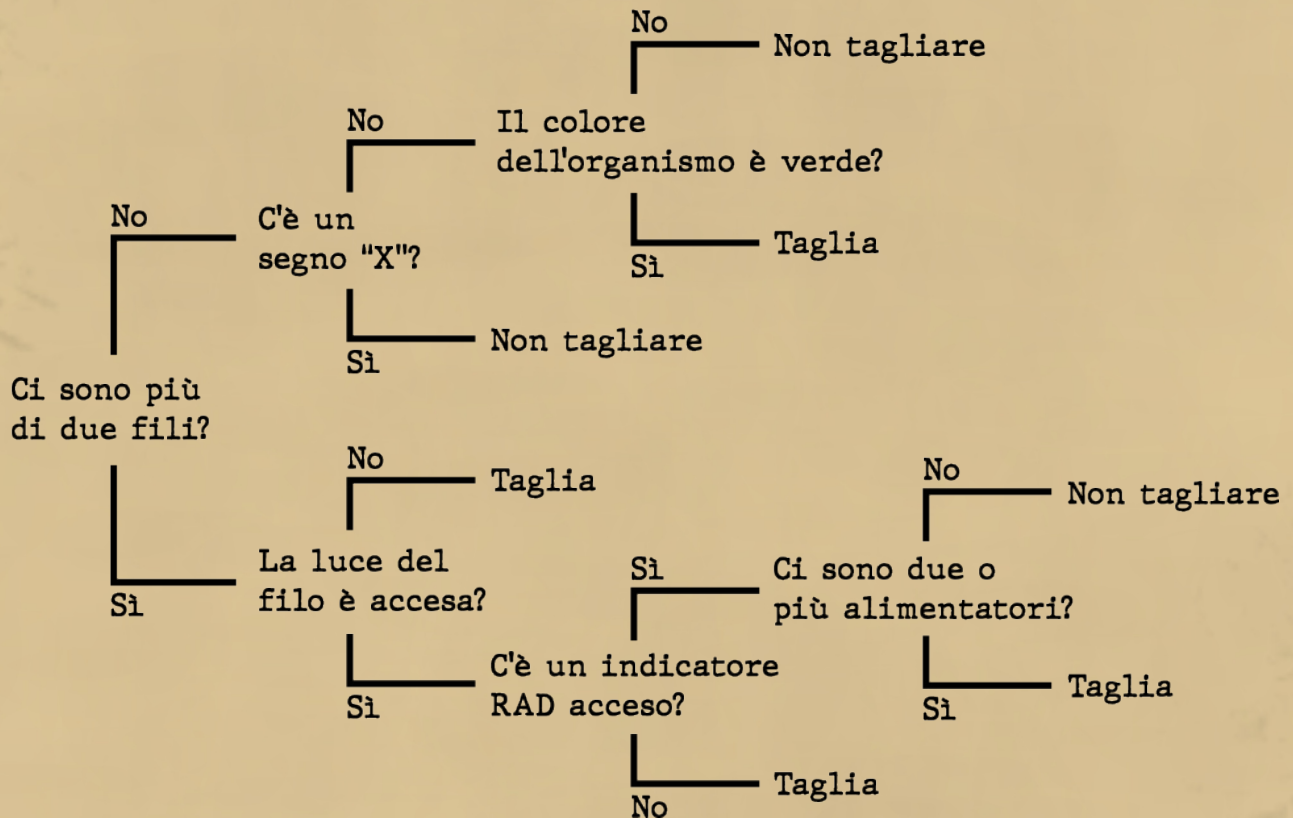 No
Non tagliare
No
Il colore
dell'organismo è verde?
No
C'è un
segno "X"?
Sì
Taglia
Sì
Non tagliare
Ci sono più
di due fili?
No
Taglia
No
Non tagliare
La luce del
filo è accesa?
Sì
Sì
Ci sono due o
più alimentatori?
C'è un indicatore
RAD acceso?
Sì
Sì
Taglia
No
Taglia